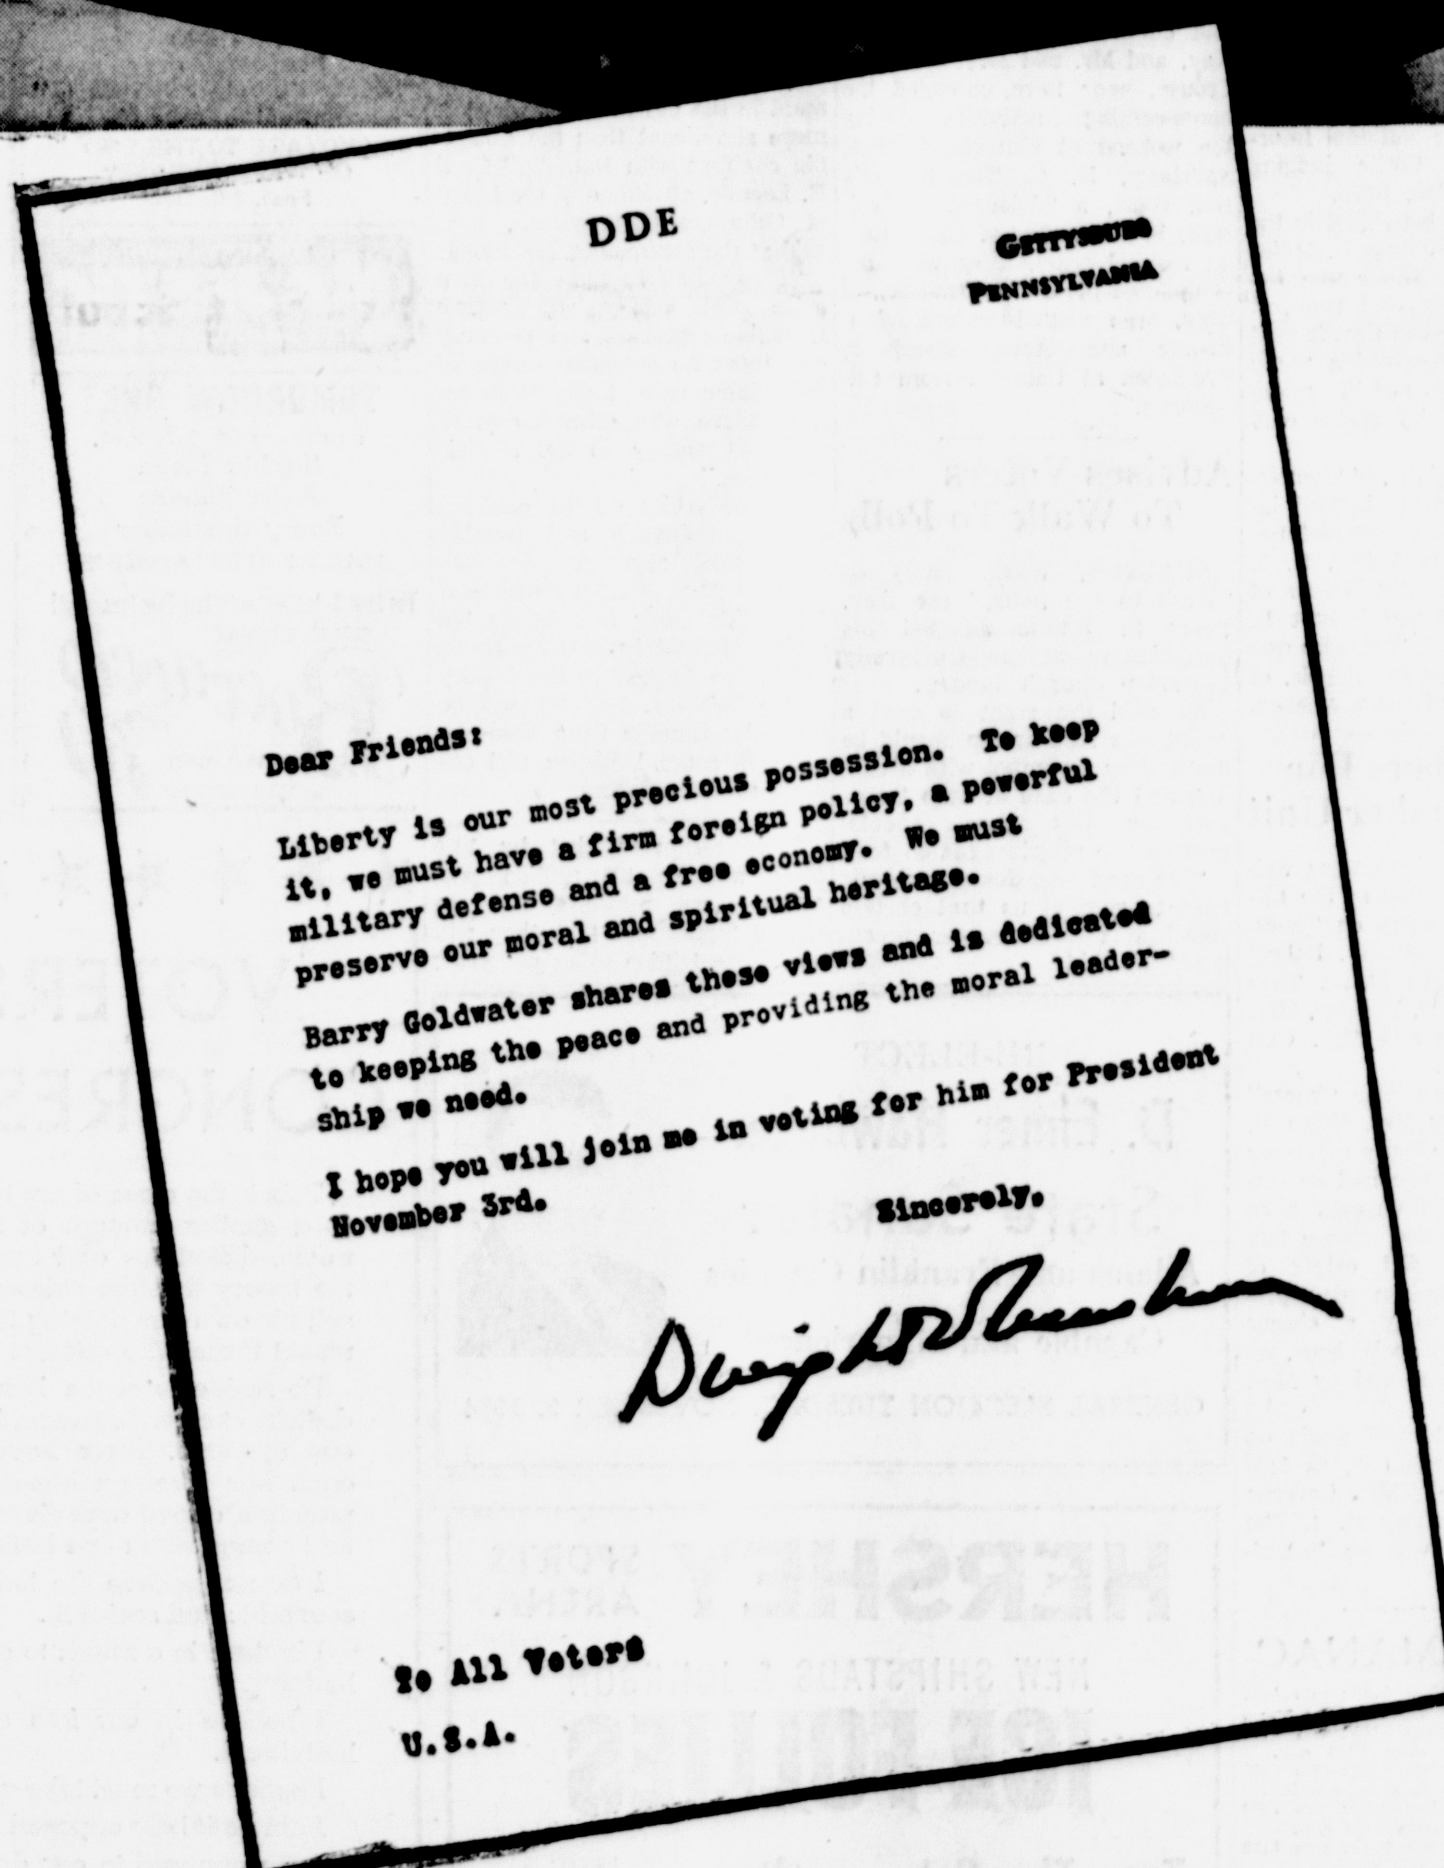 DDE
GETTYSBURG
PENNSYLVANIA
Dear Friends:
Liberty is our most precious possession. To keep
it, we must have a firm foreign policy, a powerful
military defense and a free economy. We must
preserve our moral and spiritual heritage.
Barry Goldwater shares these views and is dedicated
to keeping the peace and providing the moral leader-
ship we need.
I hope you will join me in voting for him for President
November 3rd.
Sincerely,
Dwight D Eisenhower
To All Voters
U.S.A.